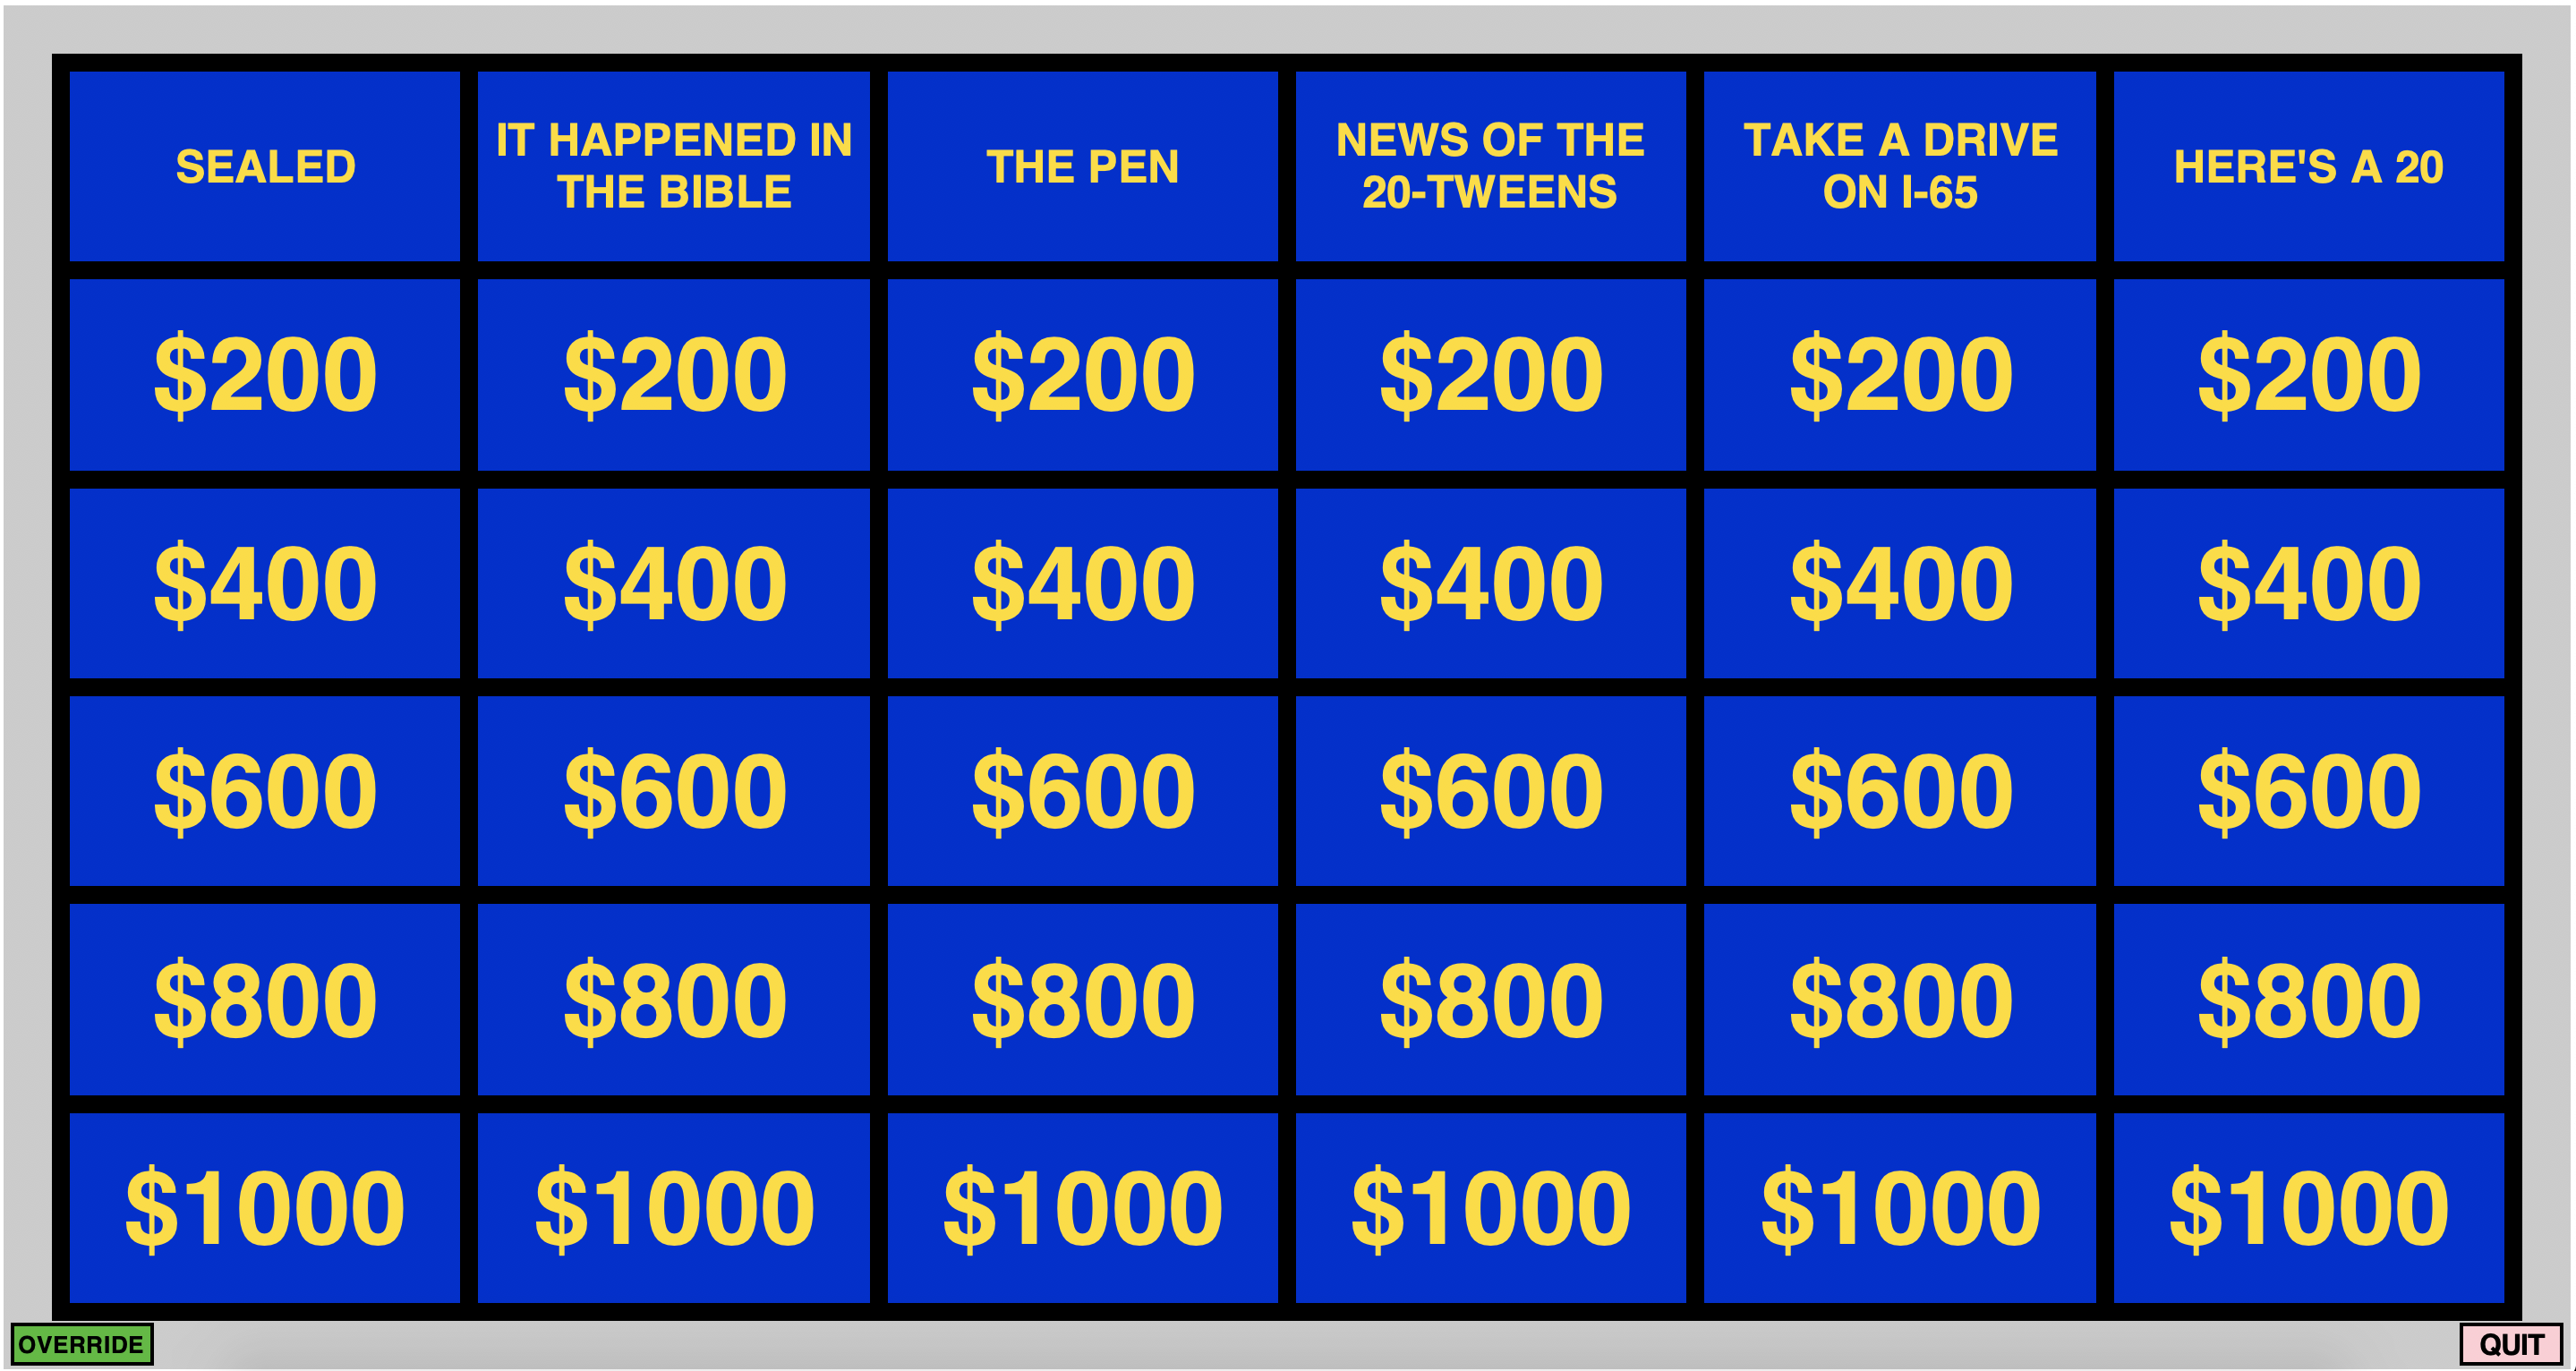 SEALED
IT HAPPENED IN
THE BIBLE
THE PEN
NEWS OF THE
20-TWEENS
TAKE A DRIVE
ON I-65
HERE'S A 20
$200 $200 $200 $200 $200 $200
$400 $400 $400 $400 $400 $400
$600 $600 $600 $600 $600 $600
$800 $800 $800 $800 $800 $800
$1000 $1000 $1000 $1000 $1000 $1000
OVERRIDE
QUIT